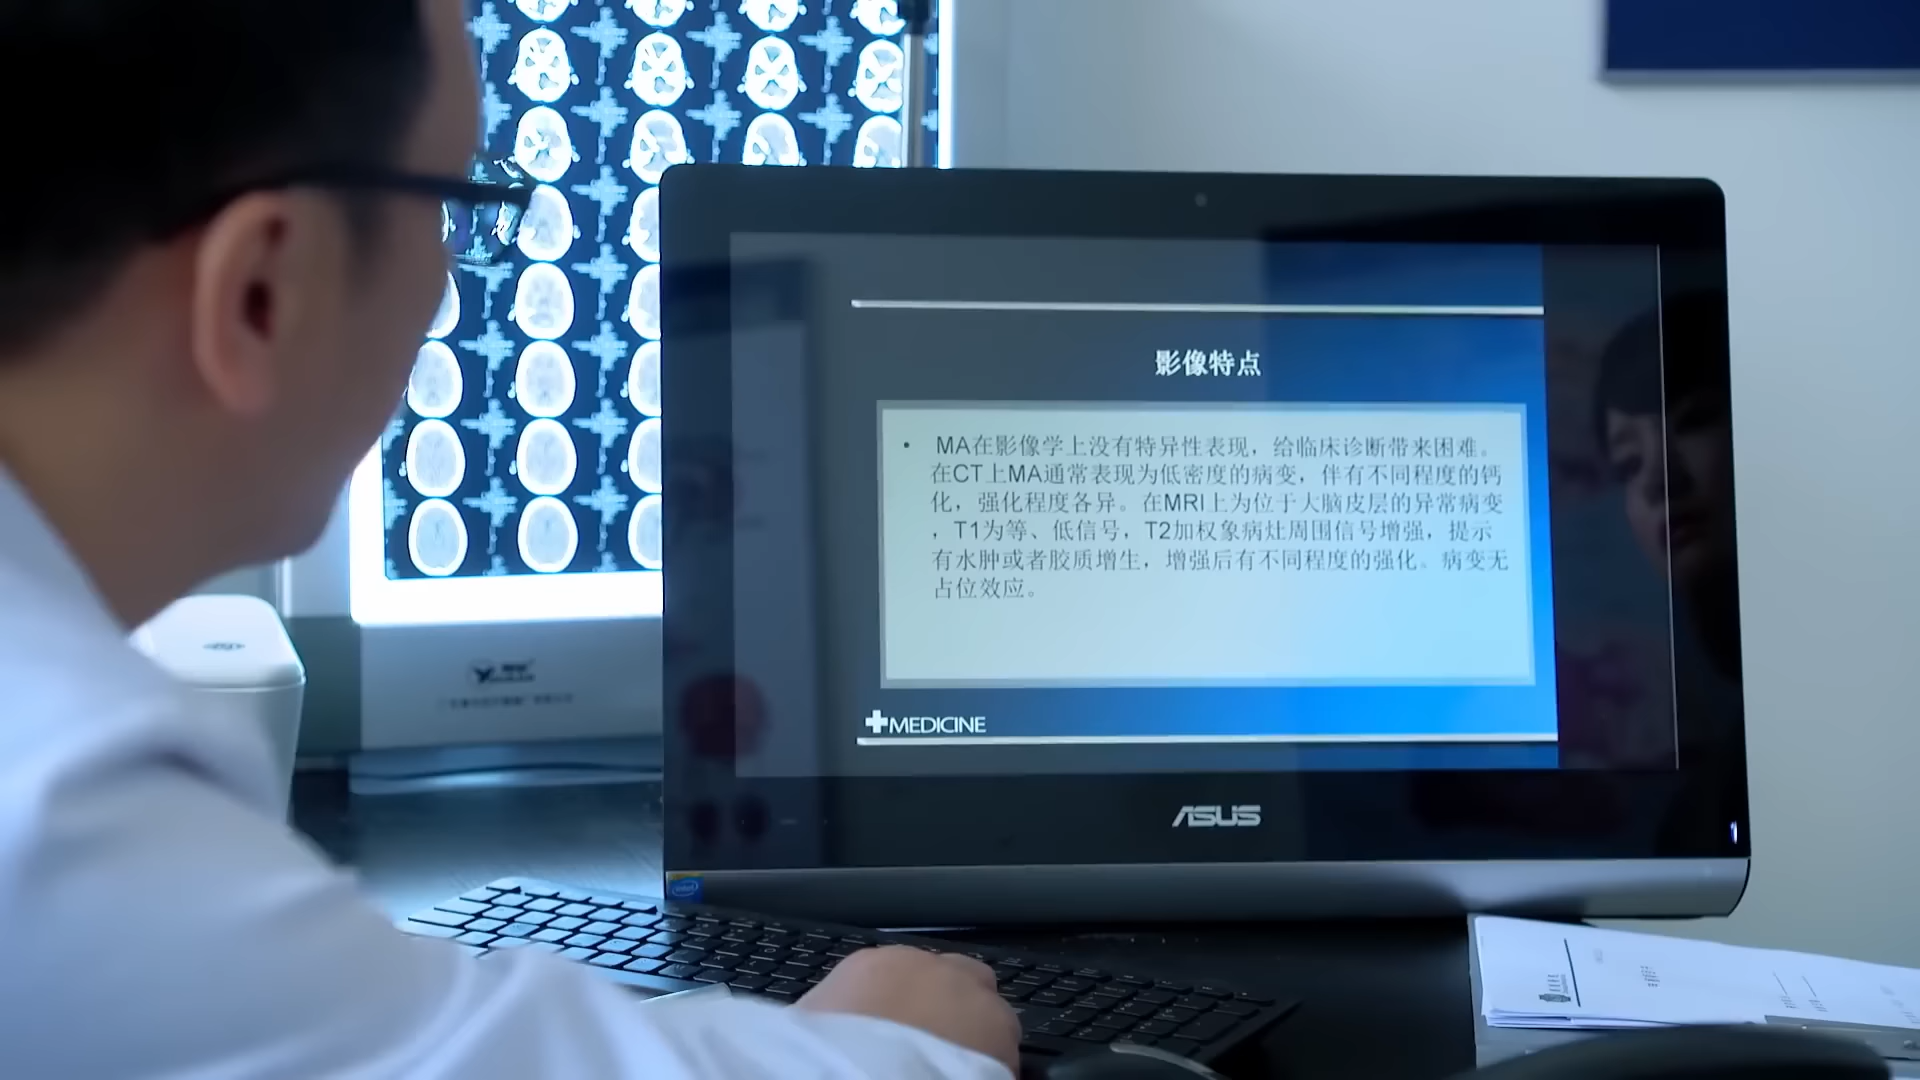 影像特点
• MA在影像学上没有特异性表现，给临床诊断带来困难。
在CT上MA通常表现为低密度的病变，伴有不同程度的钙
化，强化程度各异。在MRI上为位于大脑皮层的异常病变
，T1为等、低信号，T2加权象病灶周围信号增强，提示
有水肿或者胶质增生，增强后有不同程度的强化。病变无
占位效应。
MEDICINE
ASUS
intel